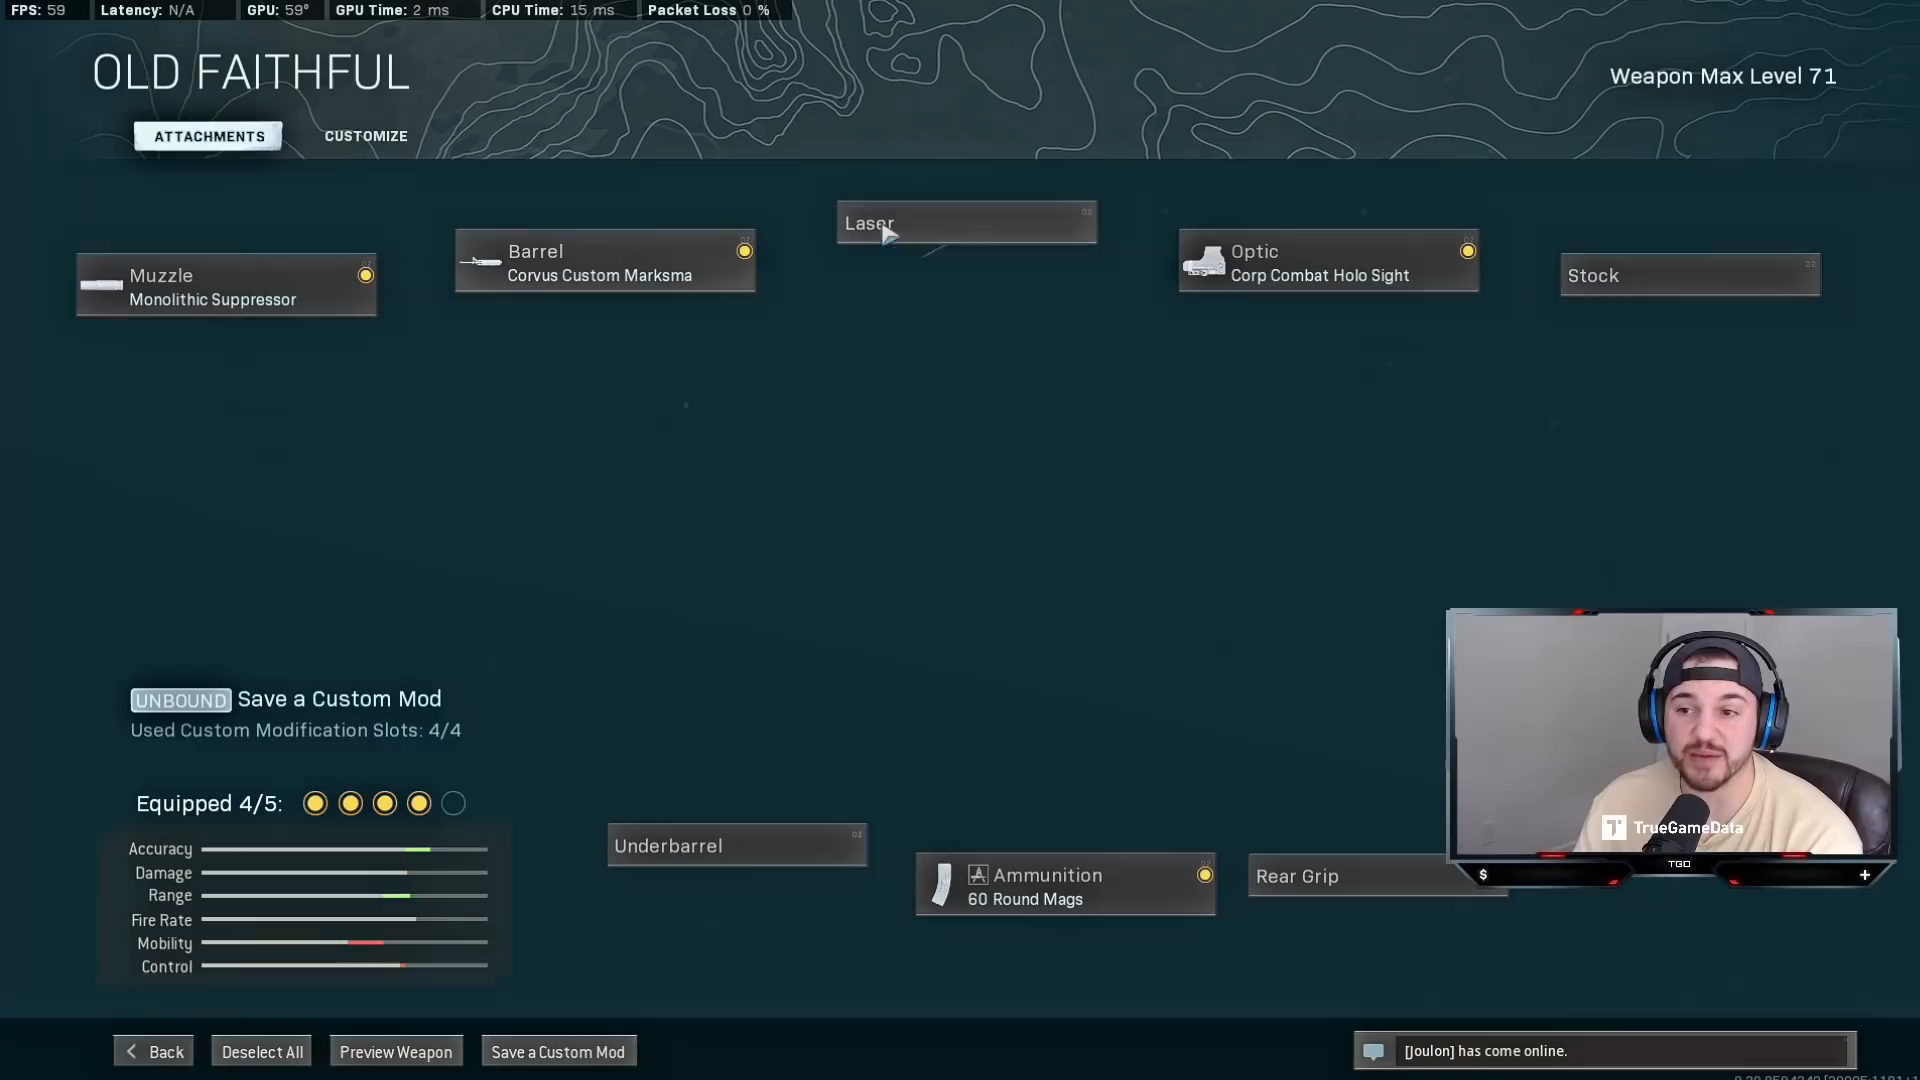 FPS: 59 Latency: N/A GPU: 59° GPU Time: 2 ms CPU Time: 15 ms Packet Loss 0 %
OLD FAITHFUL
Weapon Max Level 71
ATTACHMENTS CUSTOMIZE
Laser
Muzzle
Monolithic Suppressor
Barrel
Corvus Custom Marksma
Optic
Corp Combat Holo Sight
Stock
UNBOUND Save a Custom Mod
Used Custom Modification Slots: 4/4
Equipped 4/5:
Accuracy
Damage
Range
Fire Rate
Mobility
Control
Underbarrel
Ammunition
60 Round Mags
Rear Grip
TrueGameData
TGD
$ +
Back Deselect All Preview Weapon Save a Custom Mod
[Joulon] has come online.